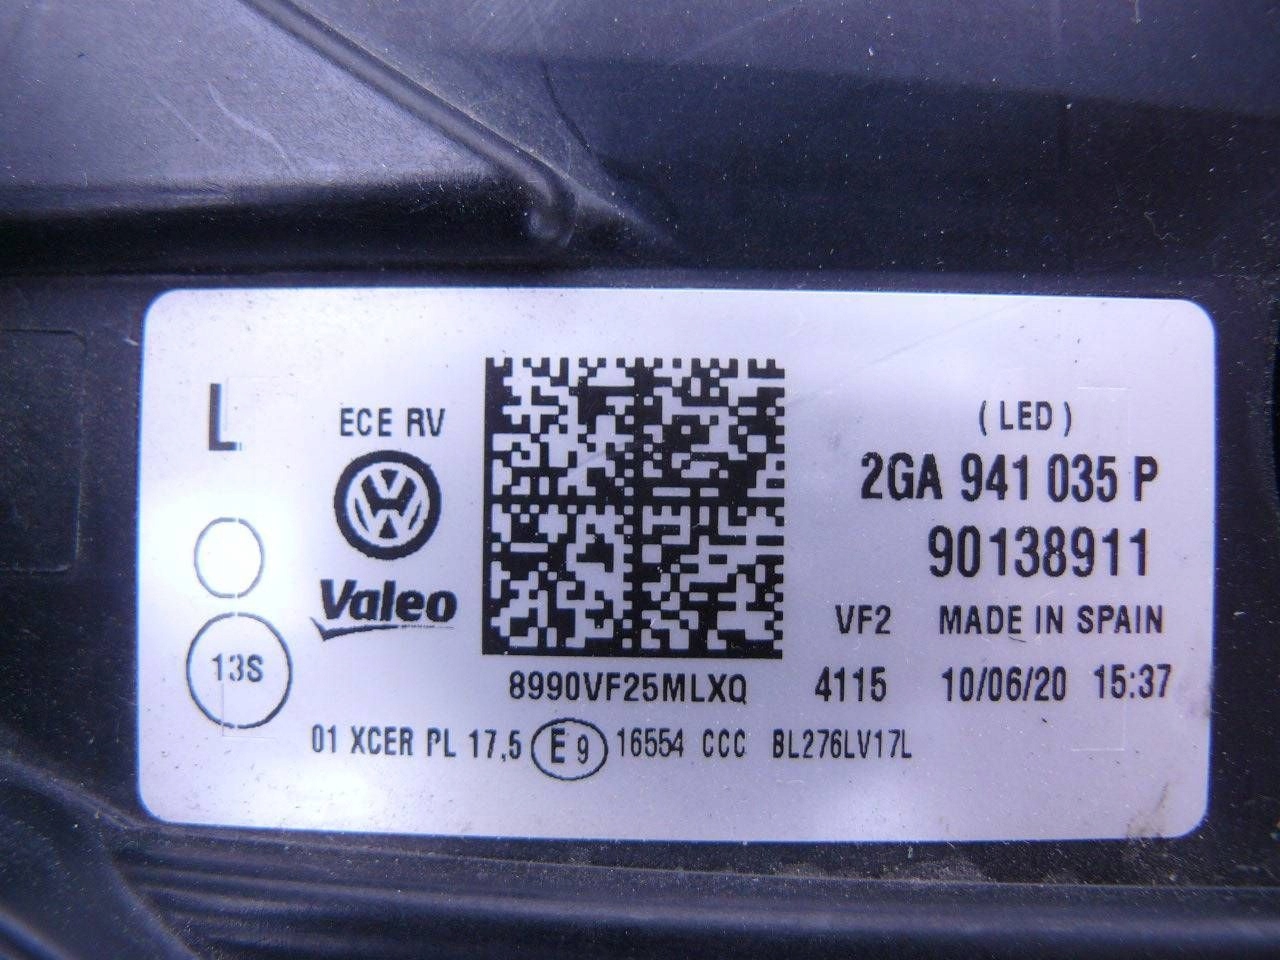 L
ECE RV
Valeo
13S
( LED )
2GA 941 035 P
90138911
VF2 MADE IN SPAIN
8990VF25MLXQ 4115 10/06/20 15:37
01 XCER PL 17,5 E9 16554 CCC BL276LV17L